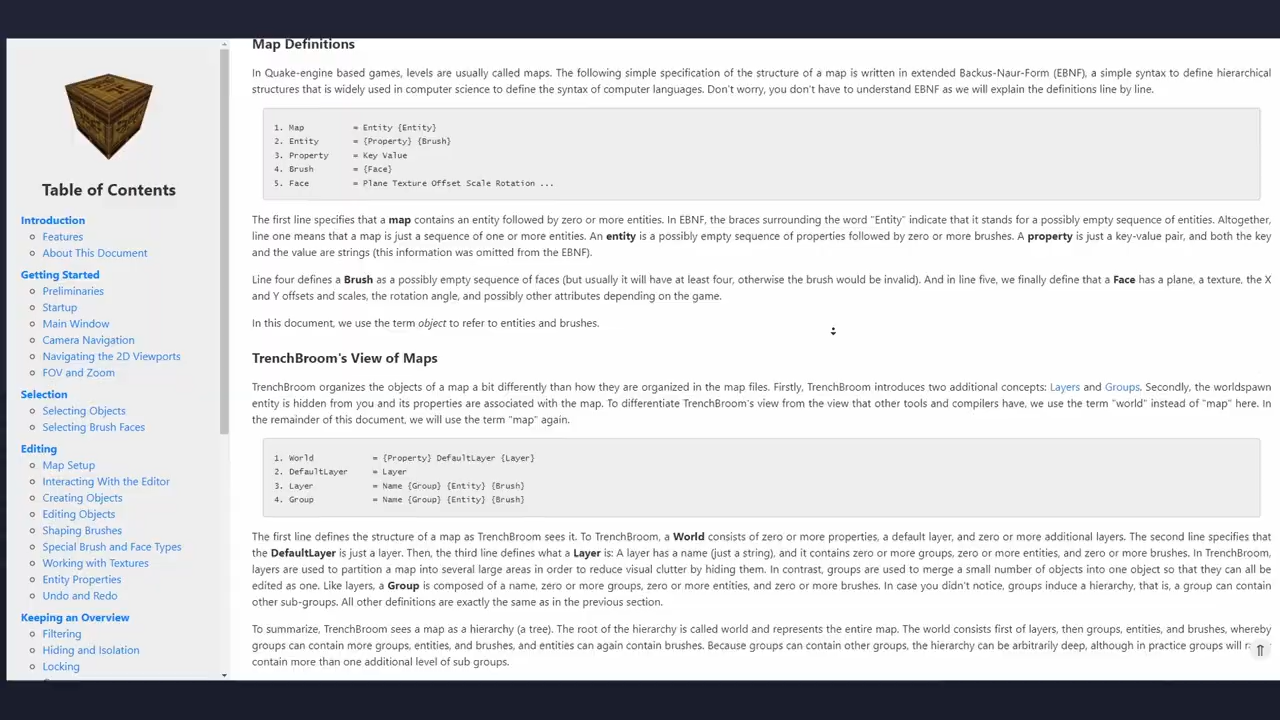 Table of Contents
Introduction
Features
About This Document
Getting Started
Preliminaries
Startup
Main Window
Camera Navigation
Navigating the 2D Viewports
FOV and Zoom
Selection
Selecting Objects
Selecting Brush Faces
Editing
Map Setup
Interacting With the Editor
Creating Objects
Editing Objects
Shaping Brushes
Special Brush and Face Types
Working with Textures
Entity Properties
Undo and Redo
Keeping an Overview
Filtering
Hiding and Isolation
Locking
Map Definitions
In Quake-engine based games, levels are usually called maps. The following simple specification of the structure of a map is written in extended Backus-Naur-Form (EBNF), a simple syntax to define hierarchical
structures that is widely used in computer science to define the syntax of computer languages. Don't worry, you don't have to understand EBNF as we will explain the definitions line by line.
1. Map = Entity {Entity}
2. Entity = {Property} {Brush}
3. Property = Key Value
4. Brush = {Face}
5. Face = Plane Texture Offset Scale Rotation ...
The first line specifies that a map contains an entity followed by zero or more entities. In EBNF, the braces surrounding the word "Entity" indicate that it stands for a possibly empty sequence of entities. Altogether,
line one means that a map is just a sequence of one or more entities. An entity is a possibly empty sequence of properties followed by zero or more brushes. A property is just a key-value pair, and both the key
and the value are strings (this information was omitted from the EBNF).
Line four defines a Brush as a possibly empty sequence of faces (but usually it will have at least four, otherwise the brush would be invalid). And in line five, we finally define that a Face has a plane, a texture, the X
and Y offsets and scales, the rotation angle, and possibly other attributes depending on the game.
In this document, we use the term object to refer to entities and brushes.
TrenchBroom's View of Maps
TrenchBroom organizes the objects of a map a bit differently than how they are organized in the map files. Firstly, TrenchBroom introduces two additional concepts: Layers and Groups. Secondly, the worldspawn
entity is hidden from you and its properties are associated with the map. To differentiate TrenchBroom's view from the view that other tools and compilers have, we use the term "world" instead of "map" here. In
the remainder of this document, we will use the term "map" again.
1. World = {Property} DefaultLayer {Layer}
2. DefaultLayer = Layer
3. Layer = Name {Group} {Entity} {Brush}
4. Group = Name {Group} {Entity} {Brush}
The first line defines the structure of a map as TrenchBroom sees it. To TrenchBroom, a World consists of zero or more properties, a default layer, and zero or more additional layers. The second line specifies that
the DefaultLayer is just a layer. Then, the third line defines what a Layer is: A layer has a name (just a string), and it contains zero or more groups, zero or more entities, and zero or more brushes. In TrenchBroom,
layers are used to partition a map into several large areas in order to reduce visual clutter by hiding them. In contrast, groups are used to merge a small number of objects into one object so that they can all be
edited as one. Like layers, a Group is composed of a name, zero or more groups, zero or more entities, and zero or more brushes. In case you didn't notice, groups induce a hierarchy, that is, a group can contain
other sub-groups. All other definitions are exactly the same as in the previous section.
To summarize, TrenchBroom sees a map as a hierarchy (a tree). The root of the hierarchy is called world and represents the entire map. The world consists first of layers, then groups, entities, and brushes, whereby
groups can contain more groups, entities, and brushes, and entities can again contain brushes. Because groups can contain other groups, the hierarchy can be arbitrarily deep, although in practice groups will
contain more than one additional level of sub groups.